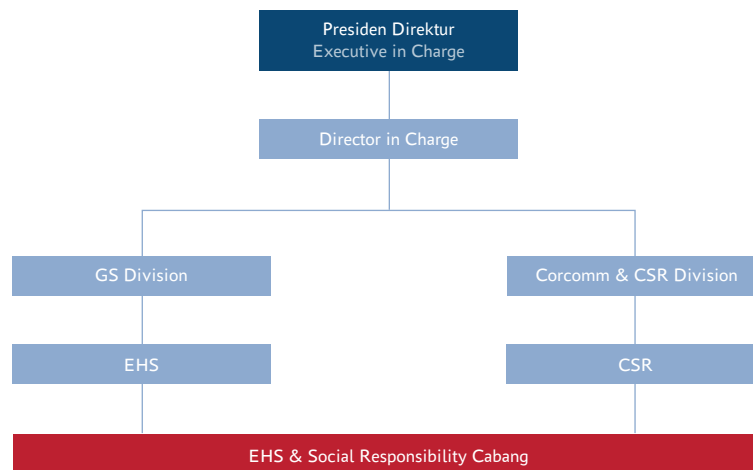 Presiden Direktur
Executive in Charge
Director in Charge
GS Division
Corcomm & CSR Division
EHS
CSR
EHS & Social Responsibility Cabang